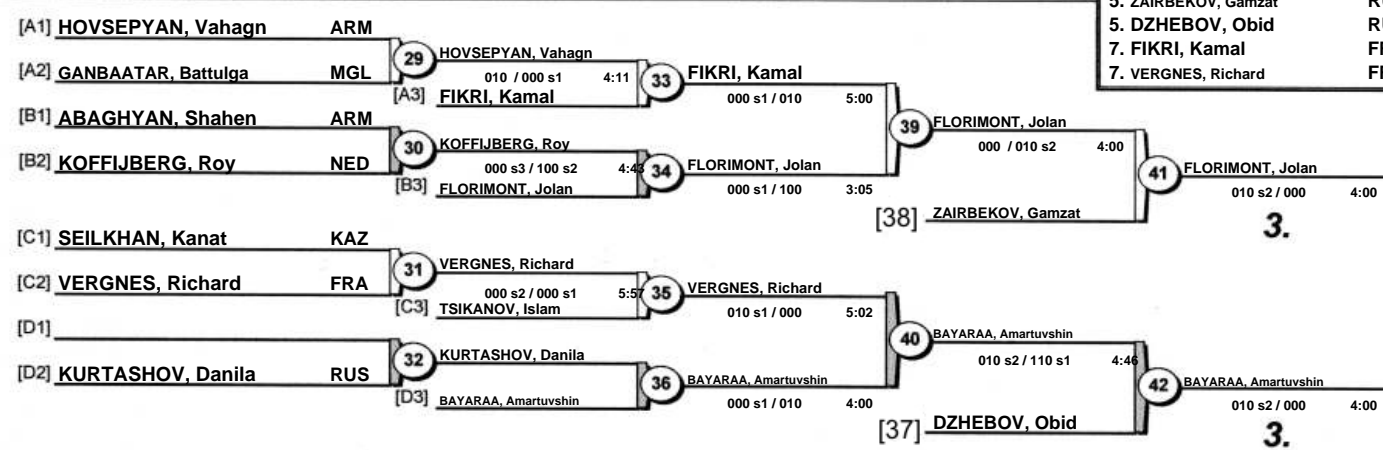 5. ZAIRBEKOV, Gamzat
5. DZHEBOV, Obid
7. FIKRI, Kamal
7. VERGNES, Richard
[A1] HOVSEPYAN, Vahagn ARM
[A2] GANBAATAR, Battulga MGL
29 HOVSEPYAN, Vahagn
010 / 000 s1 4:11
[A3] FIKRI, Kamal
33 FIKRI, Kamal
000 s1 / 010 5:00
[B1] ABAGHYAN, Shahen ARM
[B2] KOFFIJBERG, Roy NED
30 KOFFIJBERG, Roy
000 s3 / 100 s2 4:43
[B3] FLORIMONT, Jolan
34 FLORIMONT, Jolan
000 s1 / 100 3:05
39 FLORIMONT, Jolan
000 / 010 s2 4:00
[38] ZAIRBEKOV, Gamzat
41 FLORIMONT, Jolan
010 s2 / 000 4:00
3.
[C1] SEILKHAN, Kanat KAZ
[C2] VERGNES, Richard FRA
31 VERGNES, Richard
000 s2 / 000 s1 5:57
[C3] TSIKANOV, Islam
35 VERGNES, Richard
010 s1 / 000 5:02
[D1]
[D2] KURTASHOV, Danila RUS
32 KURTASHOV, Danila
[D3] BAYARAA, Amartuvshin
36 BAYARAA, Amartuvshin
000 s1 / 010 4:00
40 BAYARAA, Amartuvshin
010 s2 / 110 s1 4:46
[37] DZHEBOV, Obid
42 BAYARAA, Amartuvshin
010 s2 / 000 4:00
3.